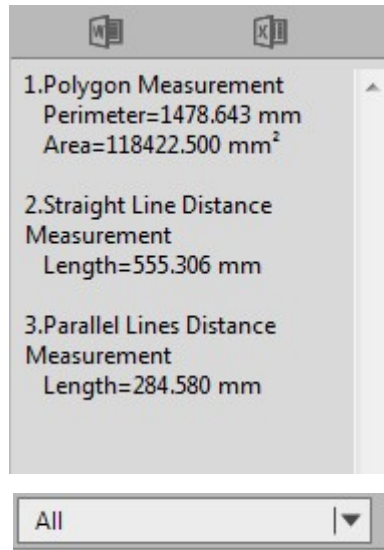 1.Polygon Measurement
Perimeter=1478.643 mm
Area=118422.500 mm²
2.Straight Line Distance
Measurement
Length=555.306 mm
3.Parallel Lines Distance
Measurement
Length=284.580 mm
All